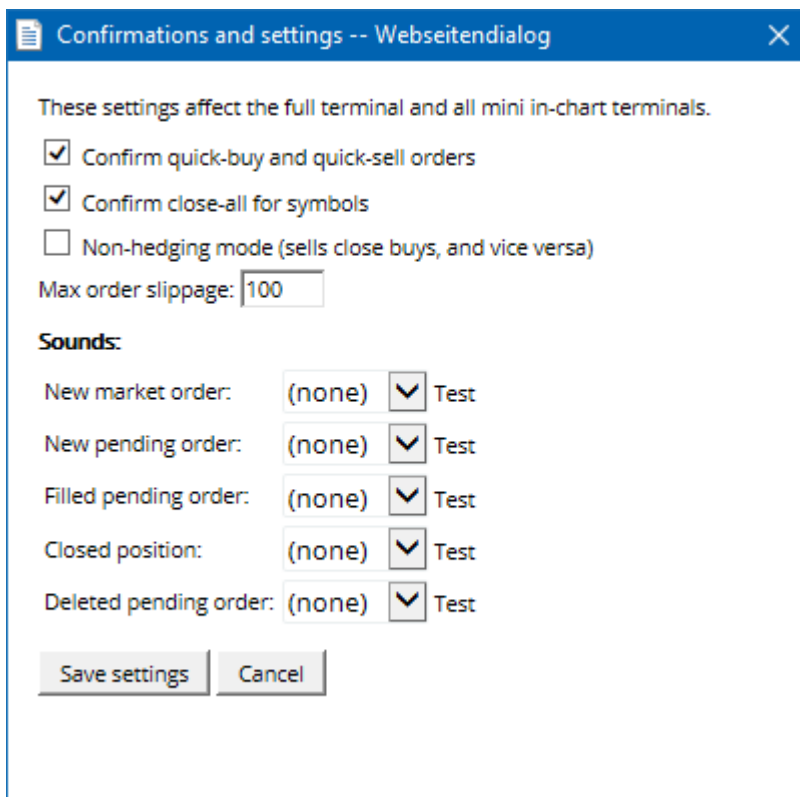 Confirmations and settings -- Webseitendialog
These settings affect the full terminal and all mini in-chart terminals.
Confirm quick-buy and quick-sell orders
Confirm close-all for symbols
Non-hedging mode (sells close buys, and vice versa)
Max order slippage: 100
Sounds:
New market order: (none) Test
New pending order: (none) Test
Filled pending order: (none) Test
Closed position: (none) Test
Deleted pending order: (none) Test
Save settings Cancel